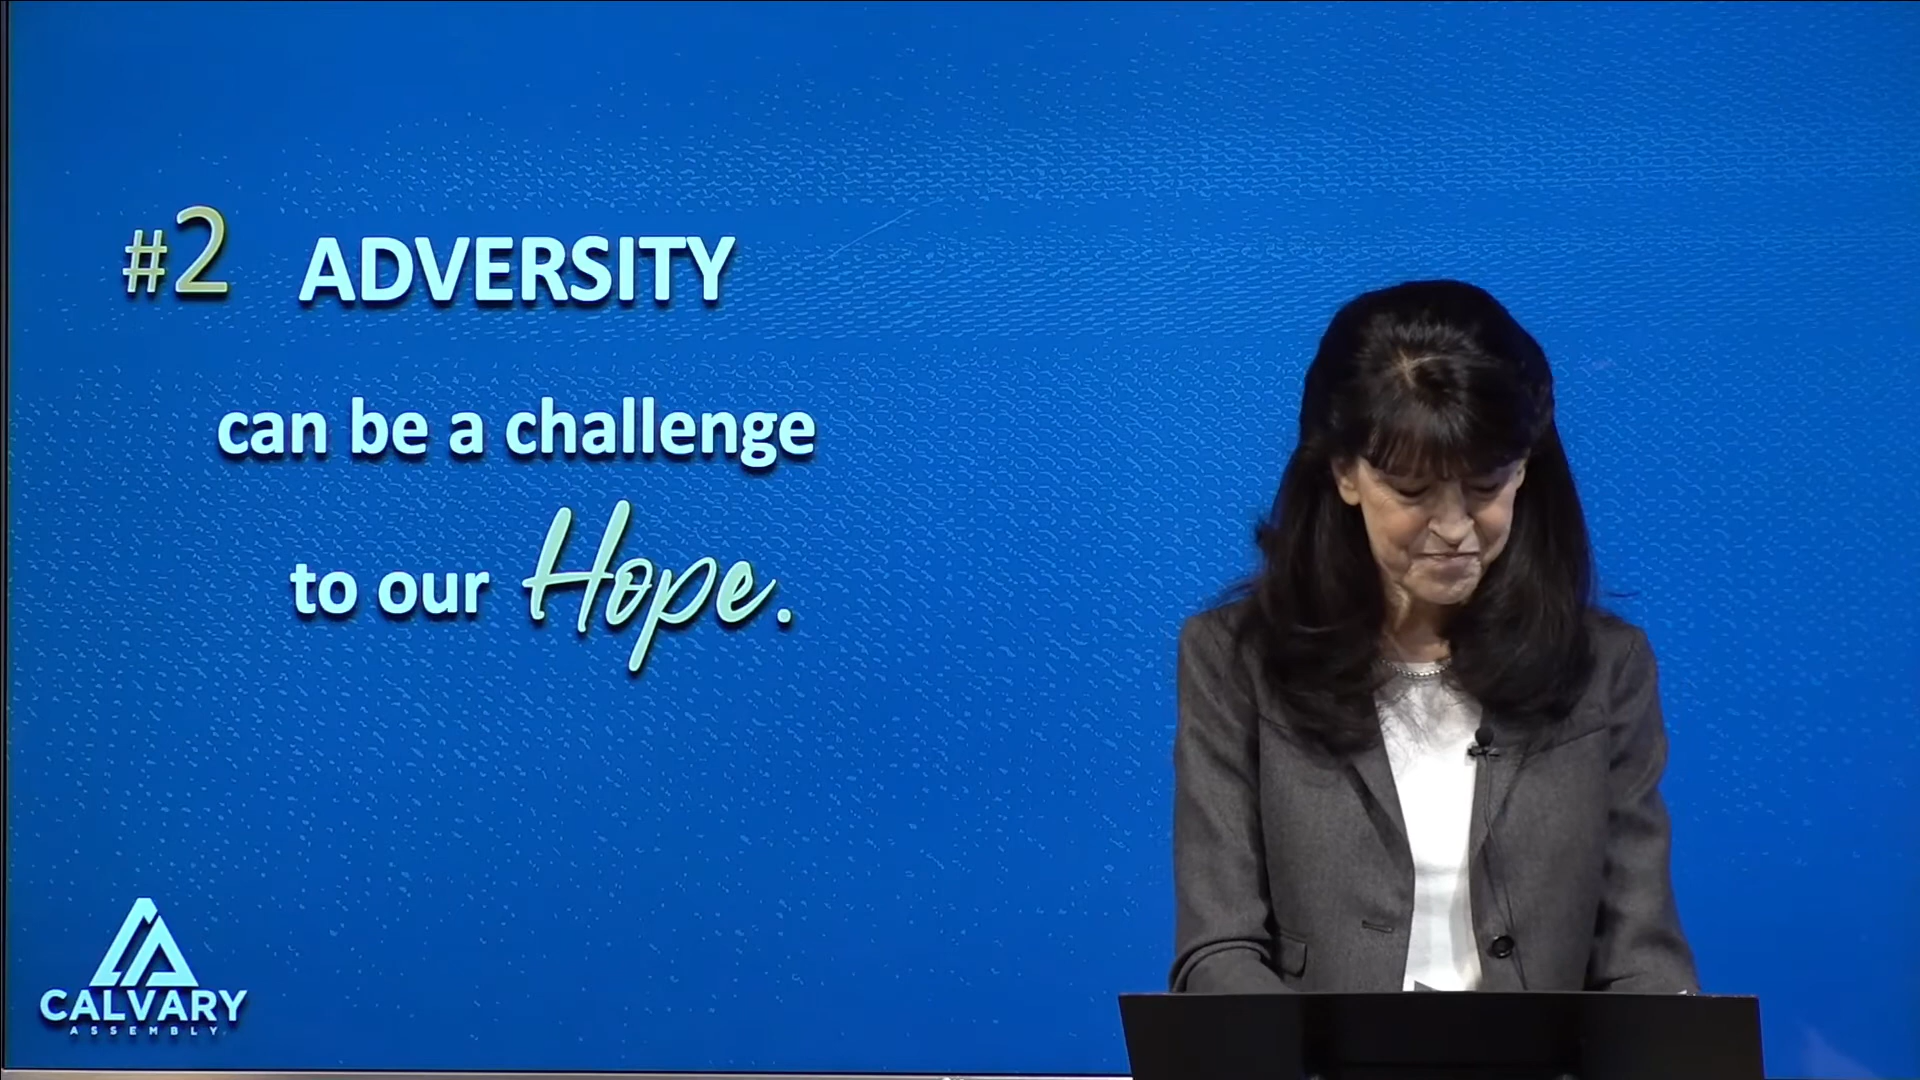 #2 ADVERSITY
can be a challenge
to our Hope.
CALVARY
ASSEMBLY